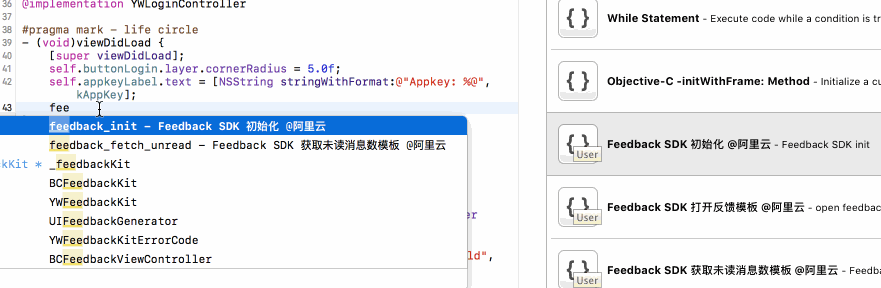 36 @implementation YWLoginController
37
38 #pragma mark - life circle
39 - (void)viewDidLoad {
40 [super viewDidLoad];
41 self.buttonLogin.layer.cornerRadius = 5.0f;
42 self.appkeyLabel.text = [NSString stringWithFormat:@"Appkey: %@",
kAppKey];
43 fee
feedback_init — Feedback SDK 初始化 @阿里云
feedback_fetch_unread — Feedback SDK 获取未读消息数模板 @阿里云
ckKit * _feedbackKit
BCFeedbackKit
YWFeedbackKit
UIFeedbackGenerator
YWFeedbackKitErrorCode
BCFeedbackViewController
er
ld",
{ }
While Statement - Execute code while a condition is tr
{ }
Objective-C -initWithFrame: Method - Initialize a cu
{ }
User
Feedback SDK 初始化 @阿里云 - Feedback SDK init
{ }
User
Feedback SDK 打开反馈模板 @阿里云 - open feedbac
{ }
User
Feedback SDK 获取未读消息数模板 @阿里云 - Feedba